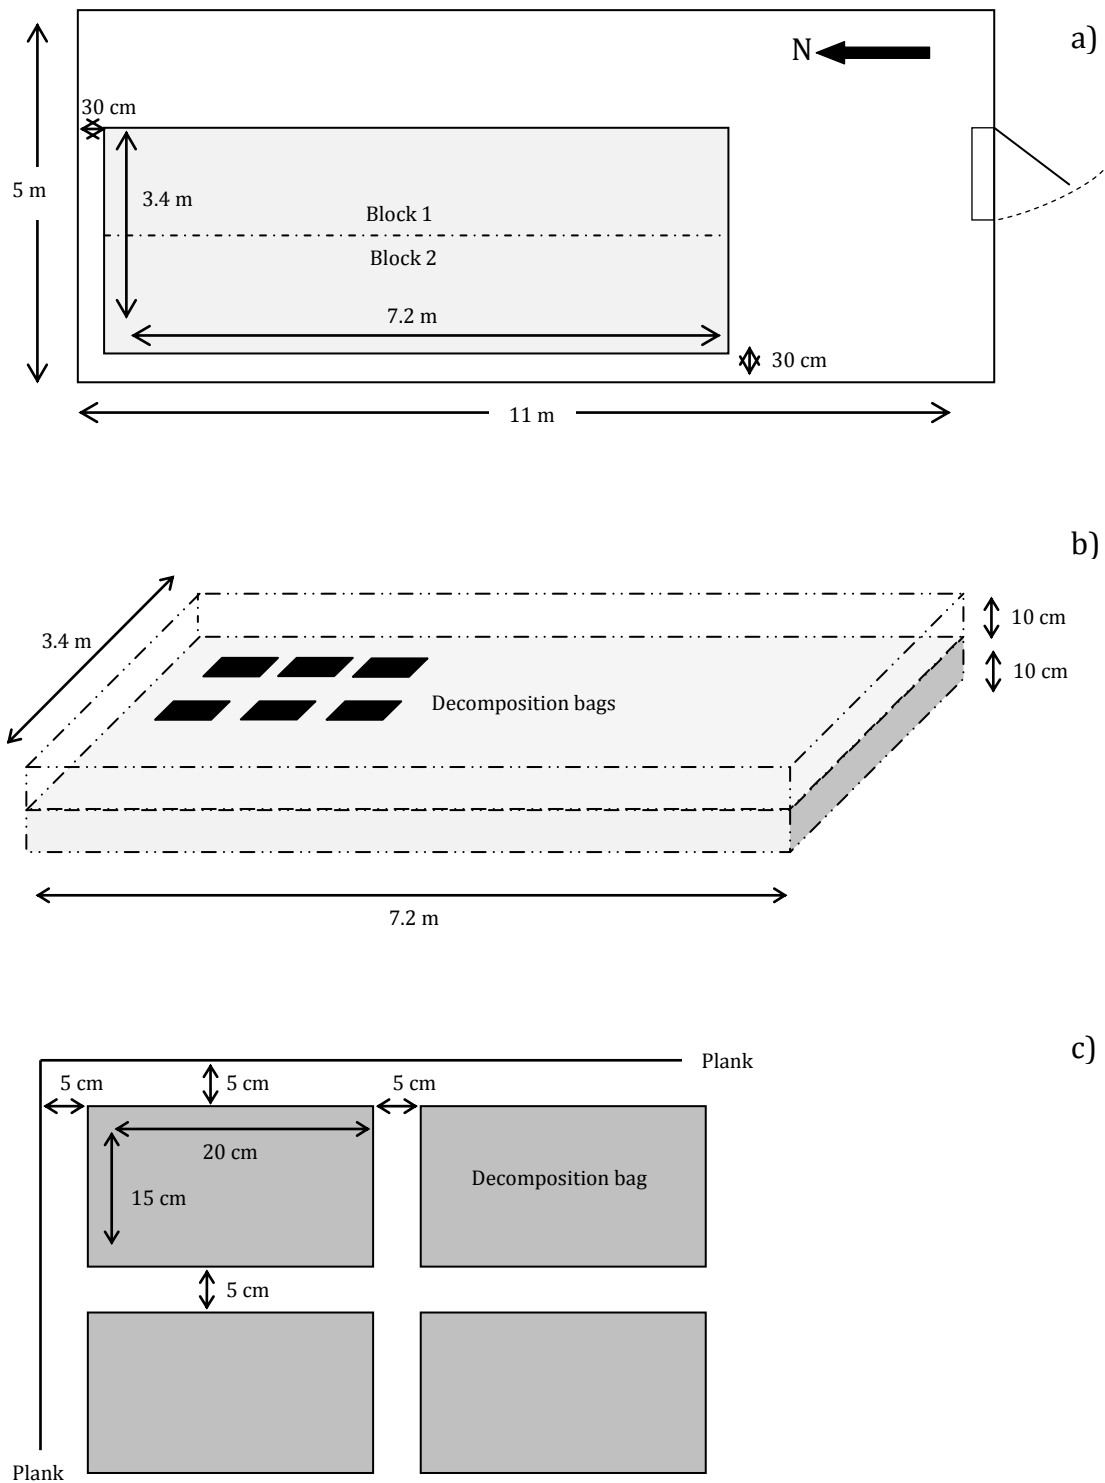 a)
N
30 cm
5 m
3.4 m
Block 1
Block 2
7.2 m
30 cm
11 m
b)
10 cm
3.4 m
10 cm
Decomposition bags
7.2 m
c)
Plank
5 cm
5 cm
5 cm
20 cm
Decomposition bag
15 cm
5 cm
Plank